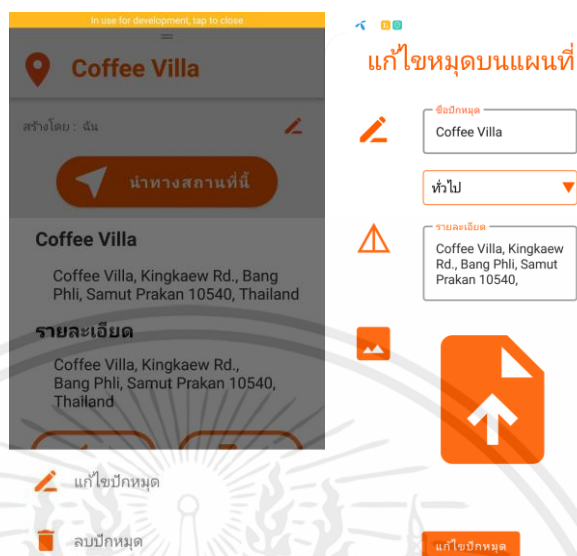 In use for development, tap to close
Coffee Villa
สร้างโดย : ฉัน
นำทางสถานที่นี้
Coffee Villa
Coffee Villa, Kingkaew Rd., Bang
Phli, Samut Prakan 10540, Thailand
รายละเอียด
Coffee Villa, Kingkaew Rd.,
Bang Phli, Samut Prakan 10540,
Thailand
แก้ไขปักหมุด
ลบปักหมุด
แก้ไขหมุดบนแผนที่
ชื่อปักหมุด
Coffee Villa
ทั่วไป
รายละเอียด
Coffee Villa, Kingkaew
Rd., Bang Phli, Samut
Prakan 10540,
แก้ไขปักหมุด